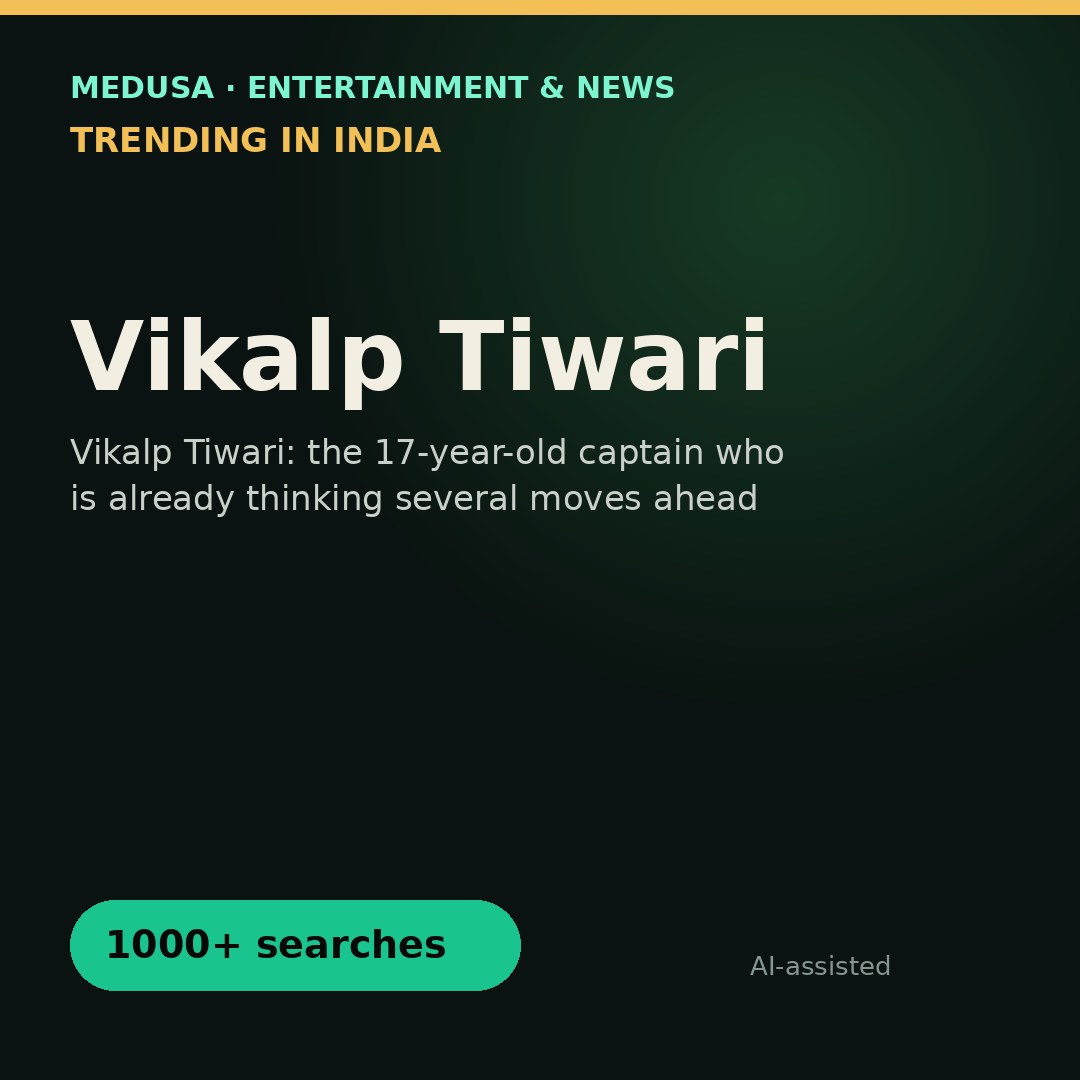 MEDUSA · ENTERTAINMENT & NEWS
TRENDING IN INDIA
Vikalp Tiwari
Vikalp Tiwari: the 17-year-old captain who
is already thinking several moves ahead
1000+ searches
AI-assisted